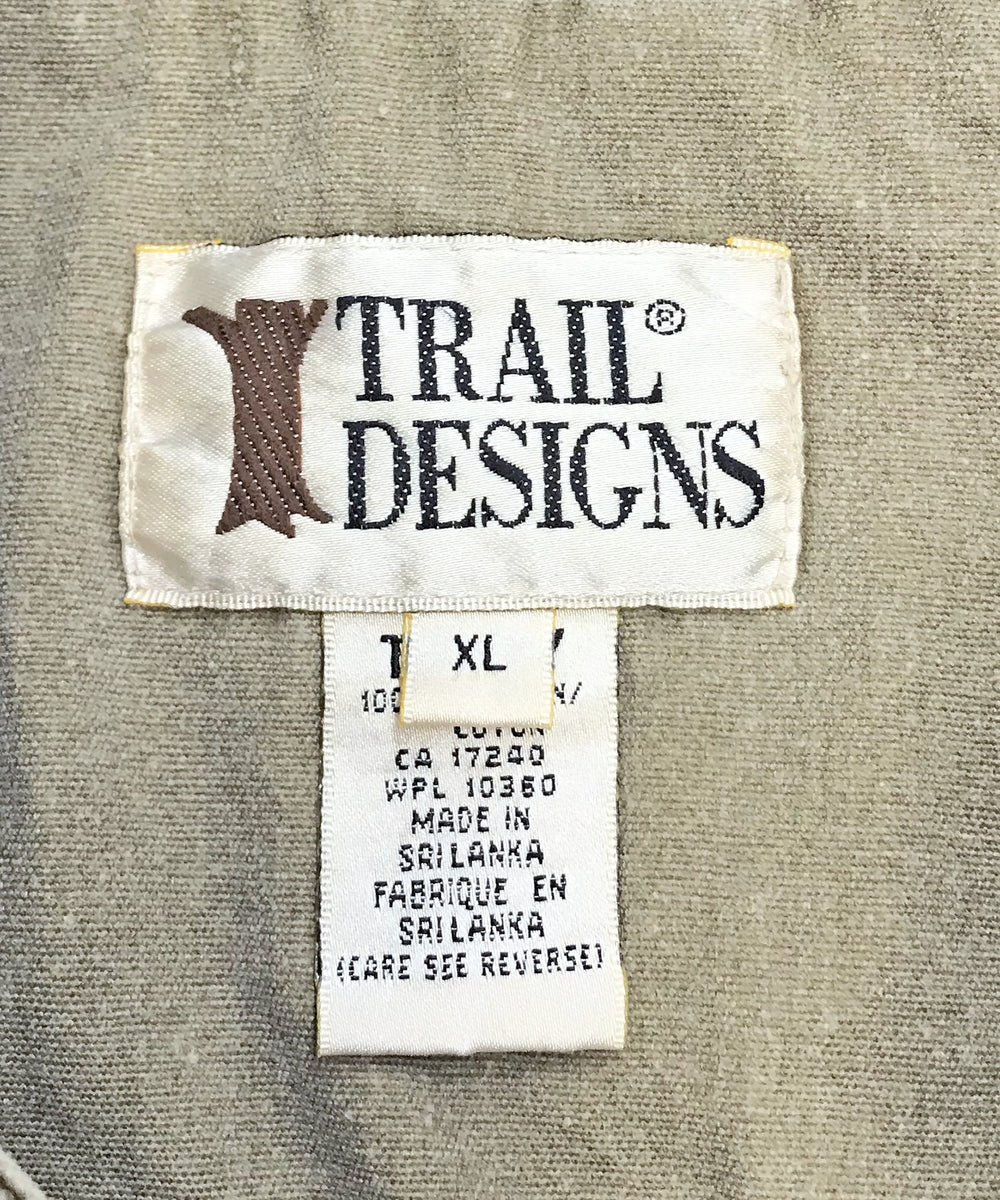 TRAIL®
DESIGNS
XL
COTON
CA 17240
WPL 10360
MADE IN
SRI LANKA
FABRIQUE EN
SRI LANKA
(CARE SEE REVERSE)